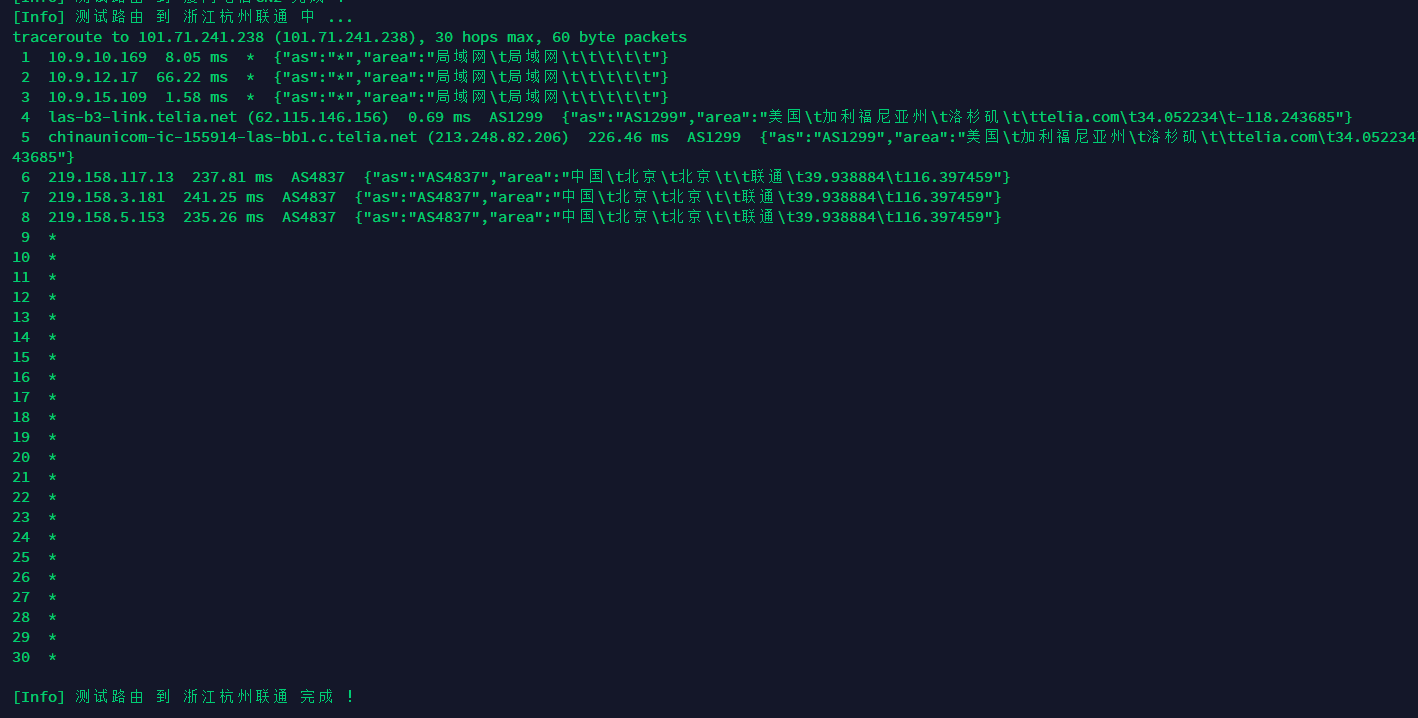 [Info] 测试路由 到 浙江杭州联通 中 ...
traceroute to 101.71.241.238 (101.71.241.238), 30 hops max, 60 byte packets
1 10.9.10.169 8.05 ms * {"as":"*","area":"局域网\t局域网\t\t\t\t\t"}
2 10.9.12.17 66.22 ms * {"as":"*","area":"局域网\t局域网\t\t\t\t\t"}
3 10.9.15.109 1.58 ms * {"as":"*","area":"局域网\t局域网\t\t\t\t\t"}
4 las-b3-link.telia.net (62.115.146.156) 0.69 ms AS1299 {"as":"AS1299","area":"美国\t加利福尼亚州\t洛杉矶\t\ttelia.com\t34.052234\t-118.243685"}
5 chinaunicom-ic-155914-las-bb1.c.telia.net (213.248.82.206) 226.46 ms AS1299 {"as":"AS1299","area":"美国\t加利福尼亚州\t洛杉矶\t\ttelia.com\t34.052234
43685"}
6 219.158.117.13 237.81 ms AS4837 {"as":"AS4837","area":"中国\t北京\t北京\t\t联通\t39.938884\t116.397459"}
7 219.158.3.181 241.25 ms AS4837 {"as":"AS4837","area":"中国\t北京\t北京\t\t联通\t39.938884\t116.397459"}
8 219.158.5.153 235.26 ms AS4837 {"as":"AS4837","area":"中国\t北京\t北京\t\t联通\t39.938884\t116.397459"}
9 *
10 *
11 *
12 *
13 *
14 *
15 *
16 *
17 *
18 *
19 *
20 *
21 *
22 *
23 *
24 *
25 *
26 *
27 *
28 *
29 *
30 *
[Info] 测试路由 到 浙江杭州联通 完成 !